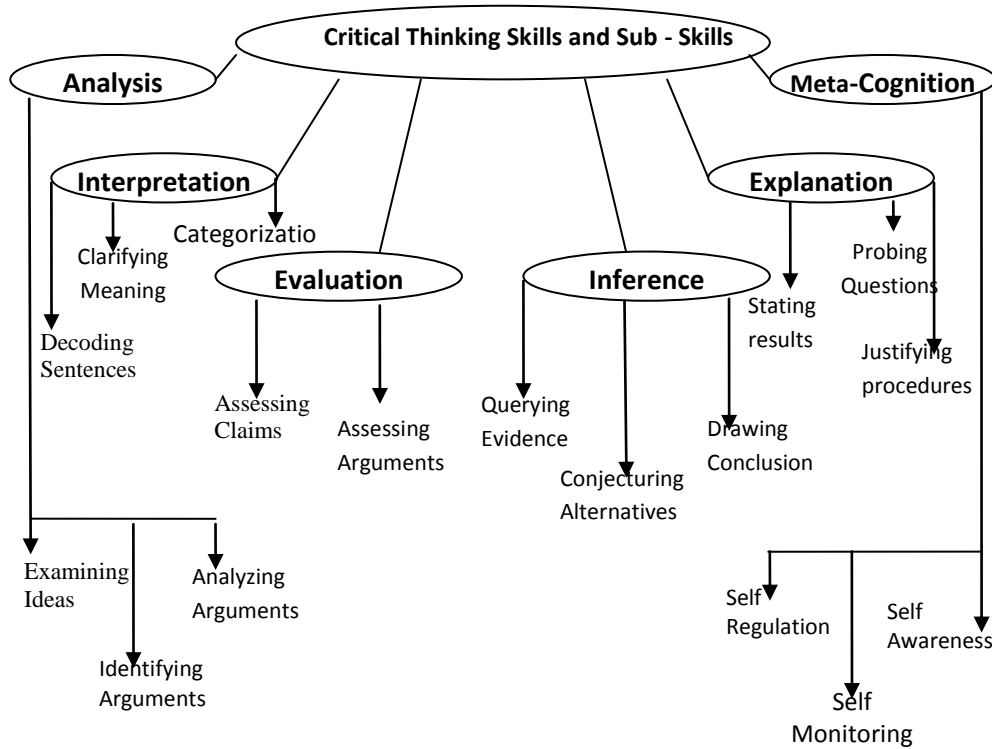 Critical Thinking Skills and Sub - Skills
Analysis
Meta-Cognition
Interpretation
Explanation
Categorizatio
Clarifying
Meaning
Decoding
Sentences
Evaluation
Inference
Stating
results
Probing
Questions
Justifying
procedures
Assessing
Claims
Assessing
Arguments
Querying
Evidence
Conjecturing
Alternatives
Drawing
Conclusion
Examining
Ideas
Identifying
Arguments
Analyzing
Arguments
Self
Regulation
Self
Monitoring
Self
Awareness